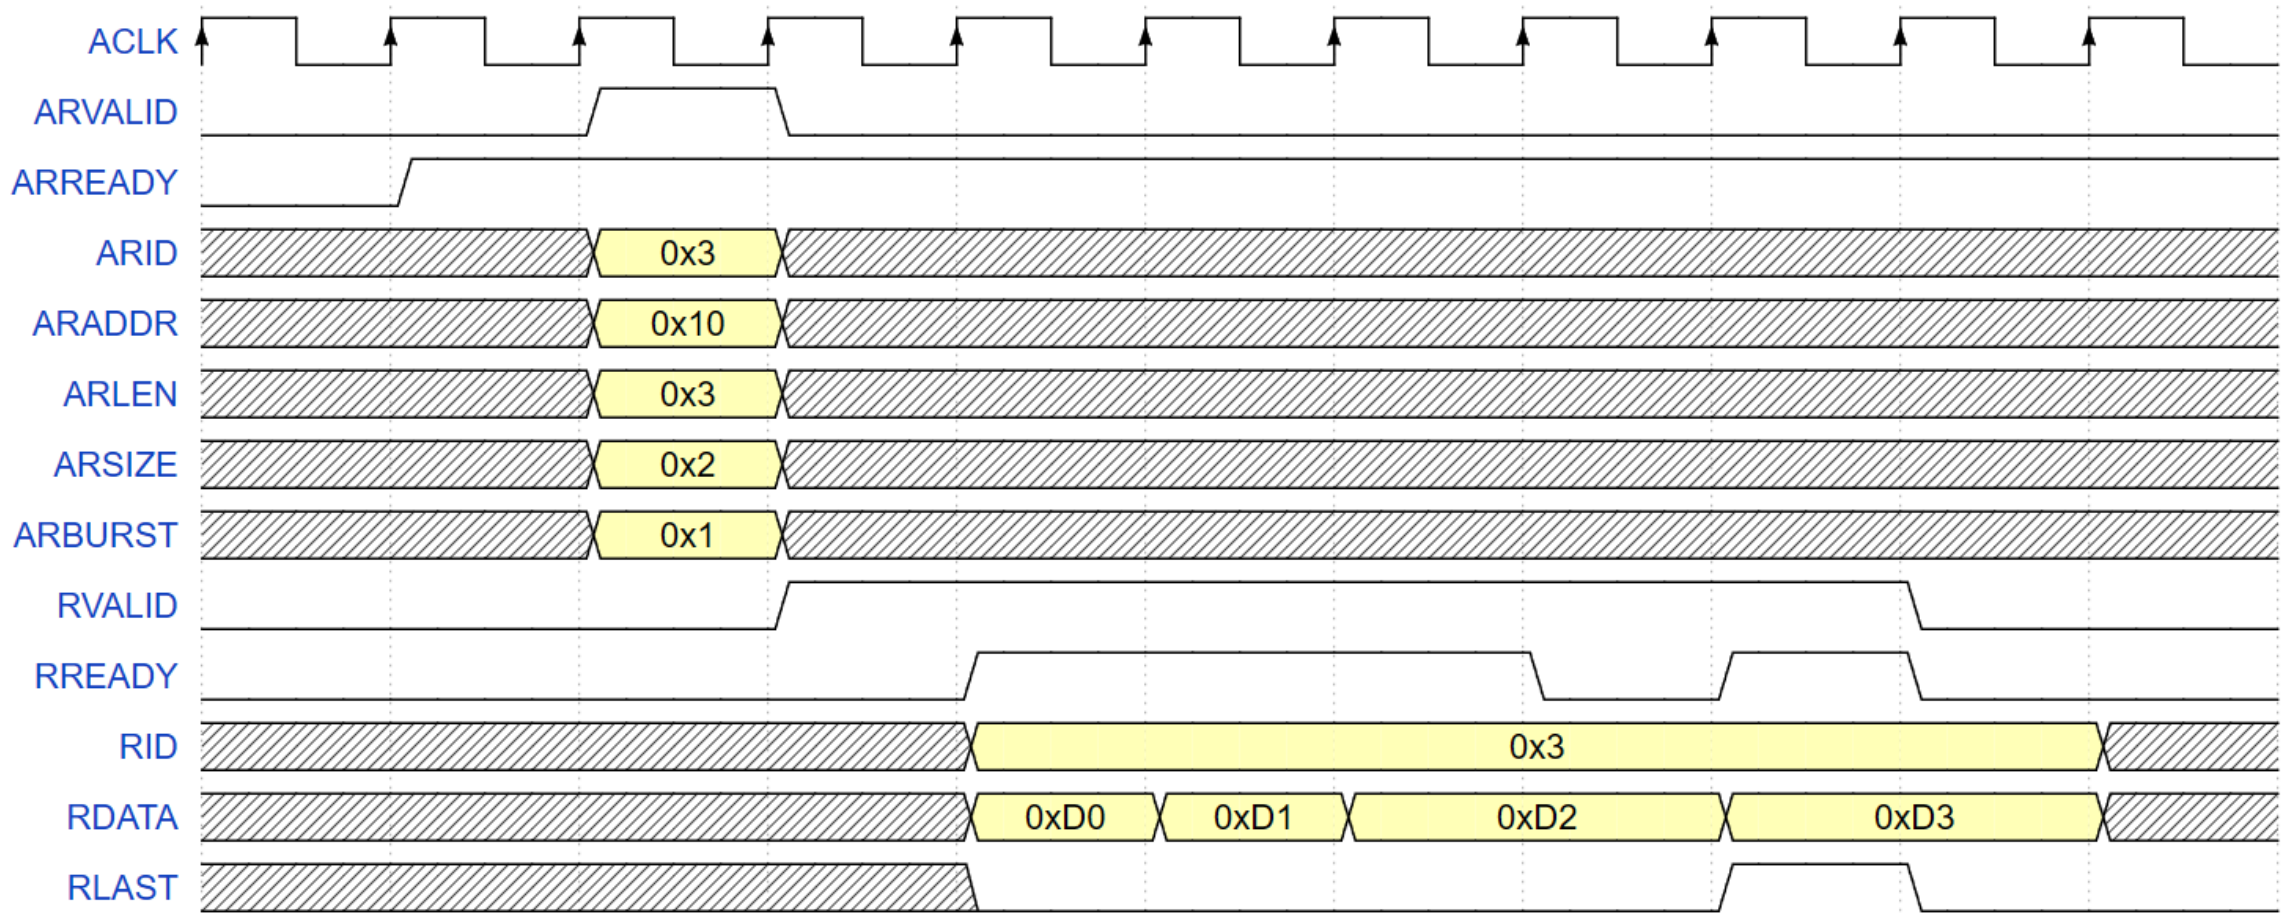 ACLK
ARVALID
ARREADY
ARID 0x3
ARADDR 0x10
ARLEN 0x3
ARSIZE 0x2
ARBURST 0x1
RVALID
RREADY
RID 0x3
RDATA 0xD0 0xD1 0xD2 0xD3
RLAST